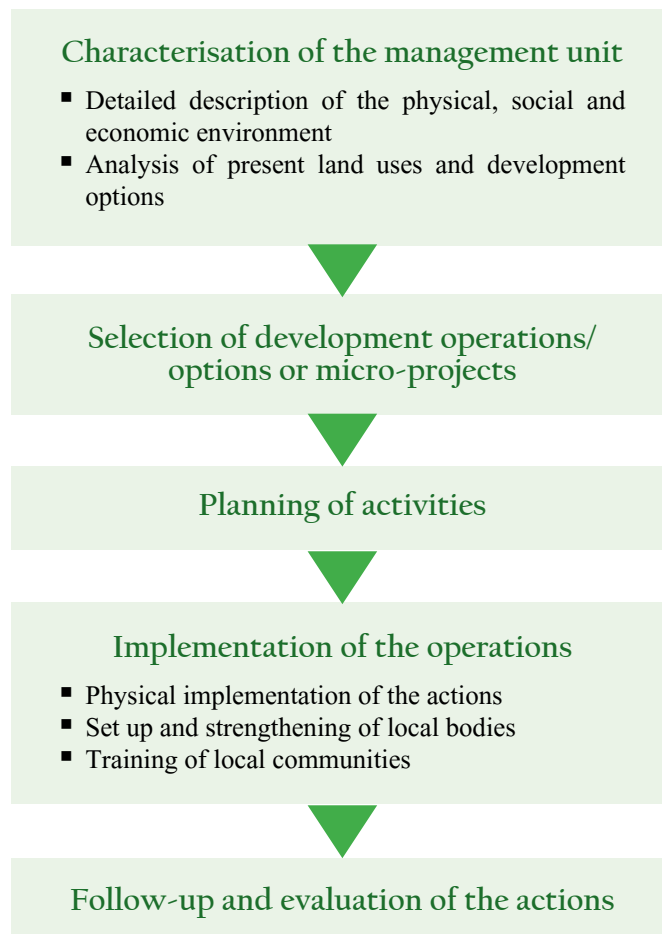 Characterisation of the management unit
▪ Detailed description of the physical, social and
economic environment
▪ Analysis of present land uses and development
options
Selection of development operations/
options or micro-projects
Planning of activities
Implementation of the operations
▪ Physical implementation of the actions
▪ Set up and strengthening of local bodies
▪ Training of local communities
Follow-up and evaluation of the actions